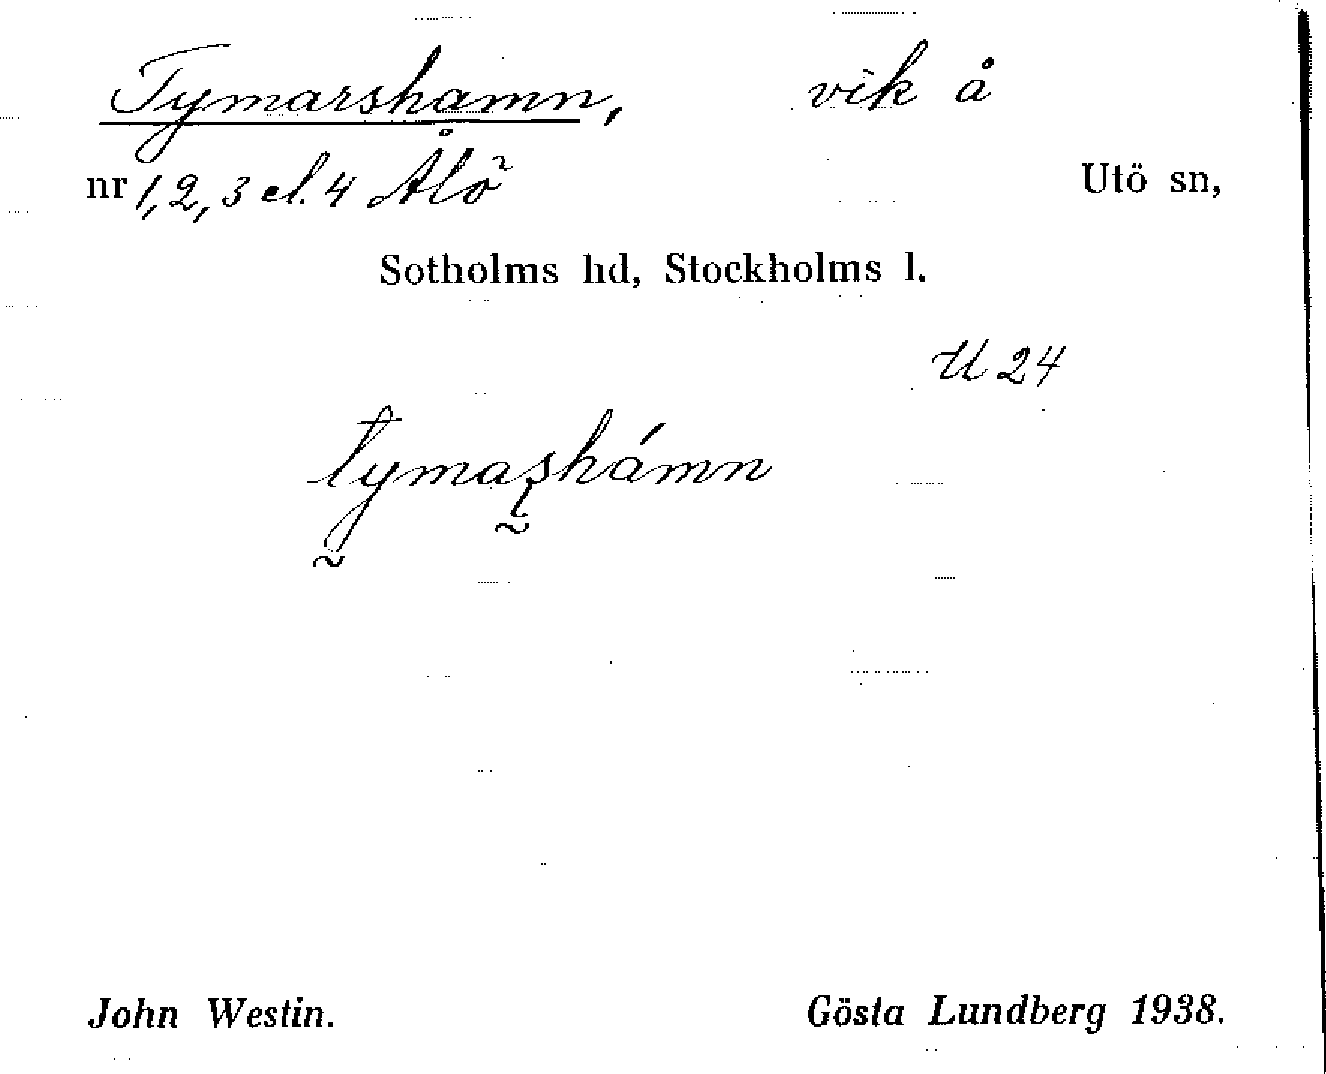 Tymarshamn, vik å
nr 1, 2, 3 el. 4 Ålö Utö sn,
Sotholms hd, Stockholms l.
U 24
tymaʂhámn
John Westin. Gösta Lundberg 1938.